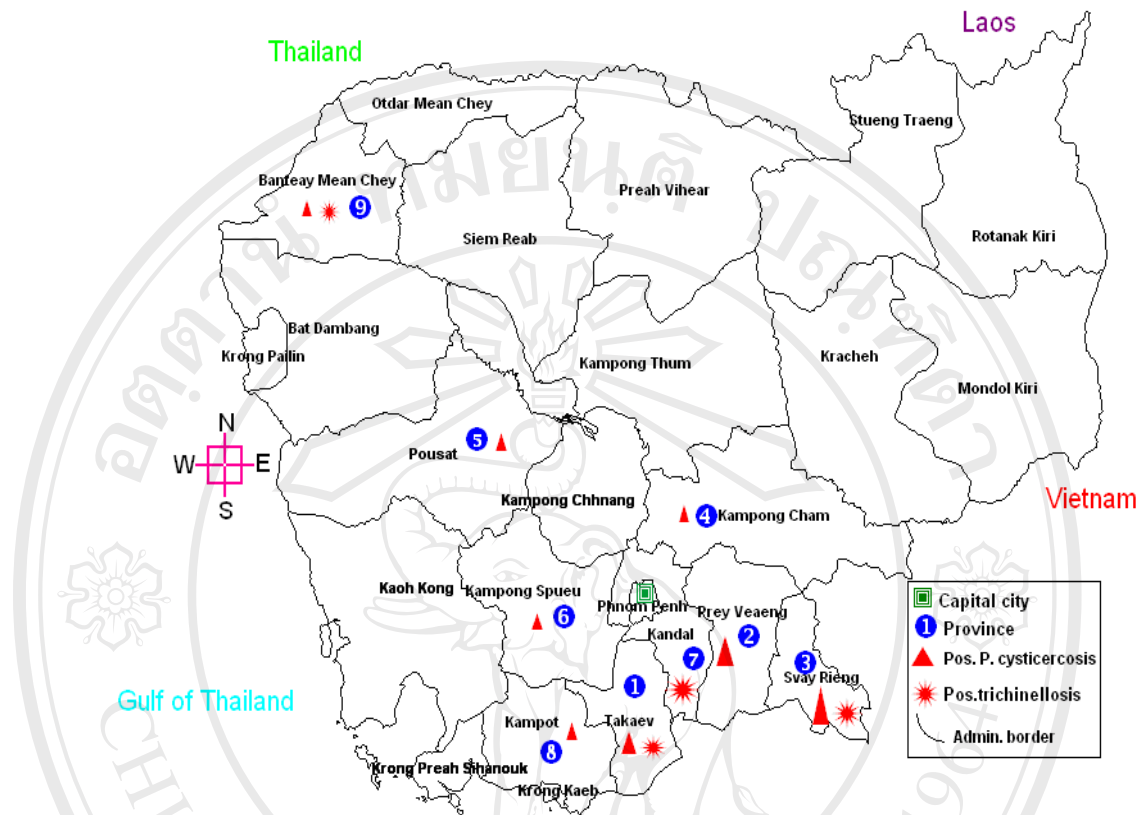 Laos
Thailand
Otdar Mean Chey
Stueng Traeng
Banteay Mean Chey
Preah Vihear
9
Siem Reab
Rotanak Kiri
Bat Dambang
Krong Pailin
Kampong Thum
Kracheh
Mondol Kiri
N
W E
S
5
Pousat
Kampong Chhnang
Vietnam
4 Kampong Cham
Kaoh Kong
Kampong Spueu
6
Phnom Penh
Prey Veaeng
Kandal
2
7
3
Svay Rieng
1
Gulf of Thailand
Kampot
Takaev
8
Krong Preah Sihanouk
Krong Kaeb
Capital city
1 Province
Pos. P. cysticercosis
Pos.trichinellosis
Admin. border
1964